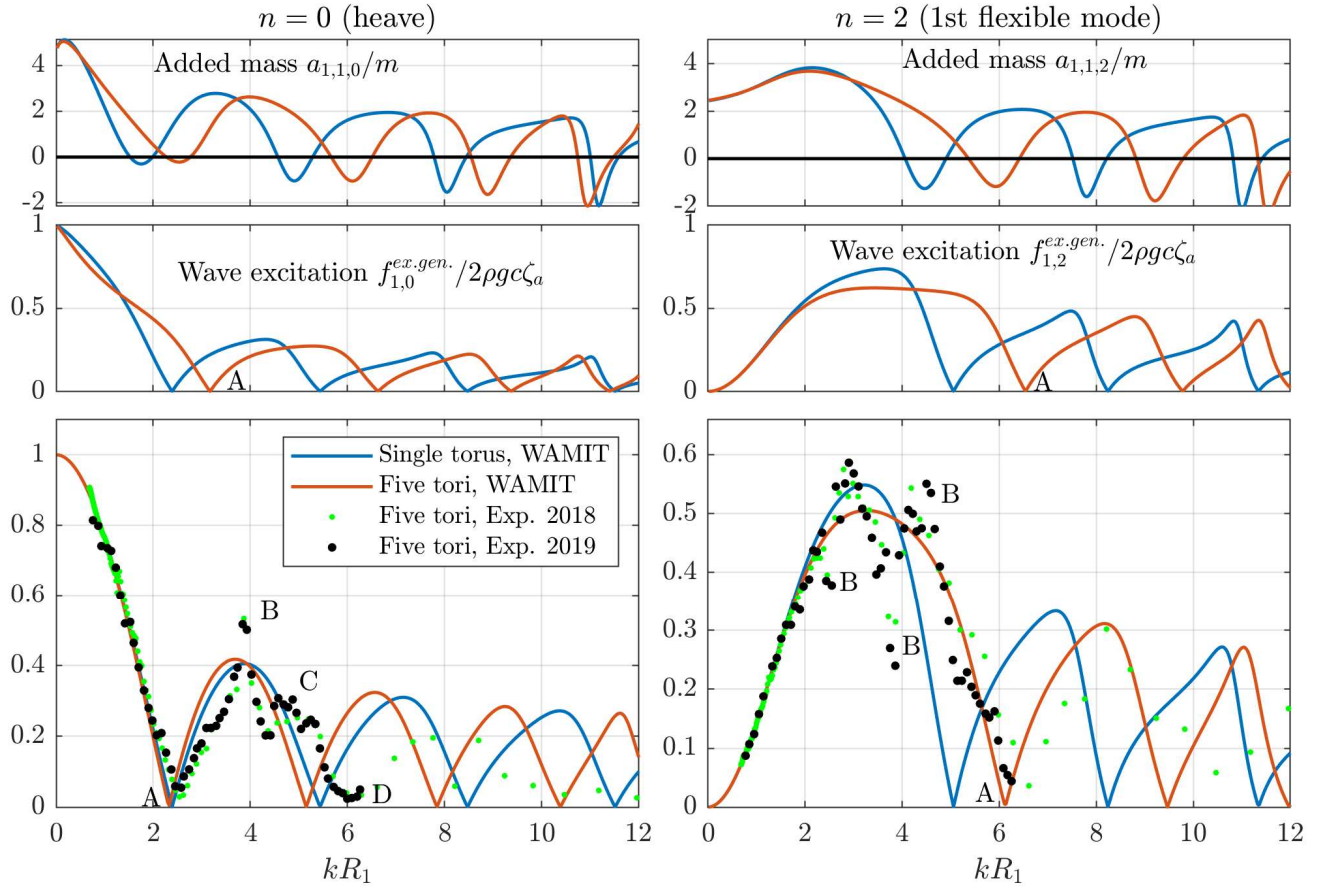 n = 0 (heave)
n = 2 (1st flexible mode)
Added mass a1,1,0/m
4
2
0
-2
Added mass a1,1,2/m
4
2
0
-2
Wave excitation f1,0^ex.gen./2ρgcζa
1
0.5
0
A
Wave excitation f1,2^ex.gen./2ρgcζa
1
0.5
0
A
Single torus, WAMIT
Five tori, WAMIT
Five tori, Exp. 2018
Five tori, Exp. 2019
1
0.8
0.6
0.4
0.2
0
A
B
C
D
0 2 4 6 8 10 12
kR1
0.6
0.5
0.4
0.3
0.2
0.1
0
B
B
B
A
0 2 4 6 8 10 12
kR1